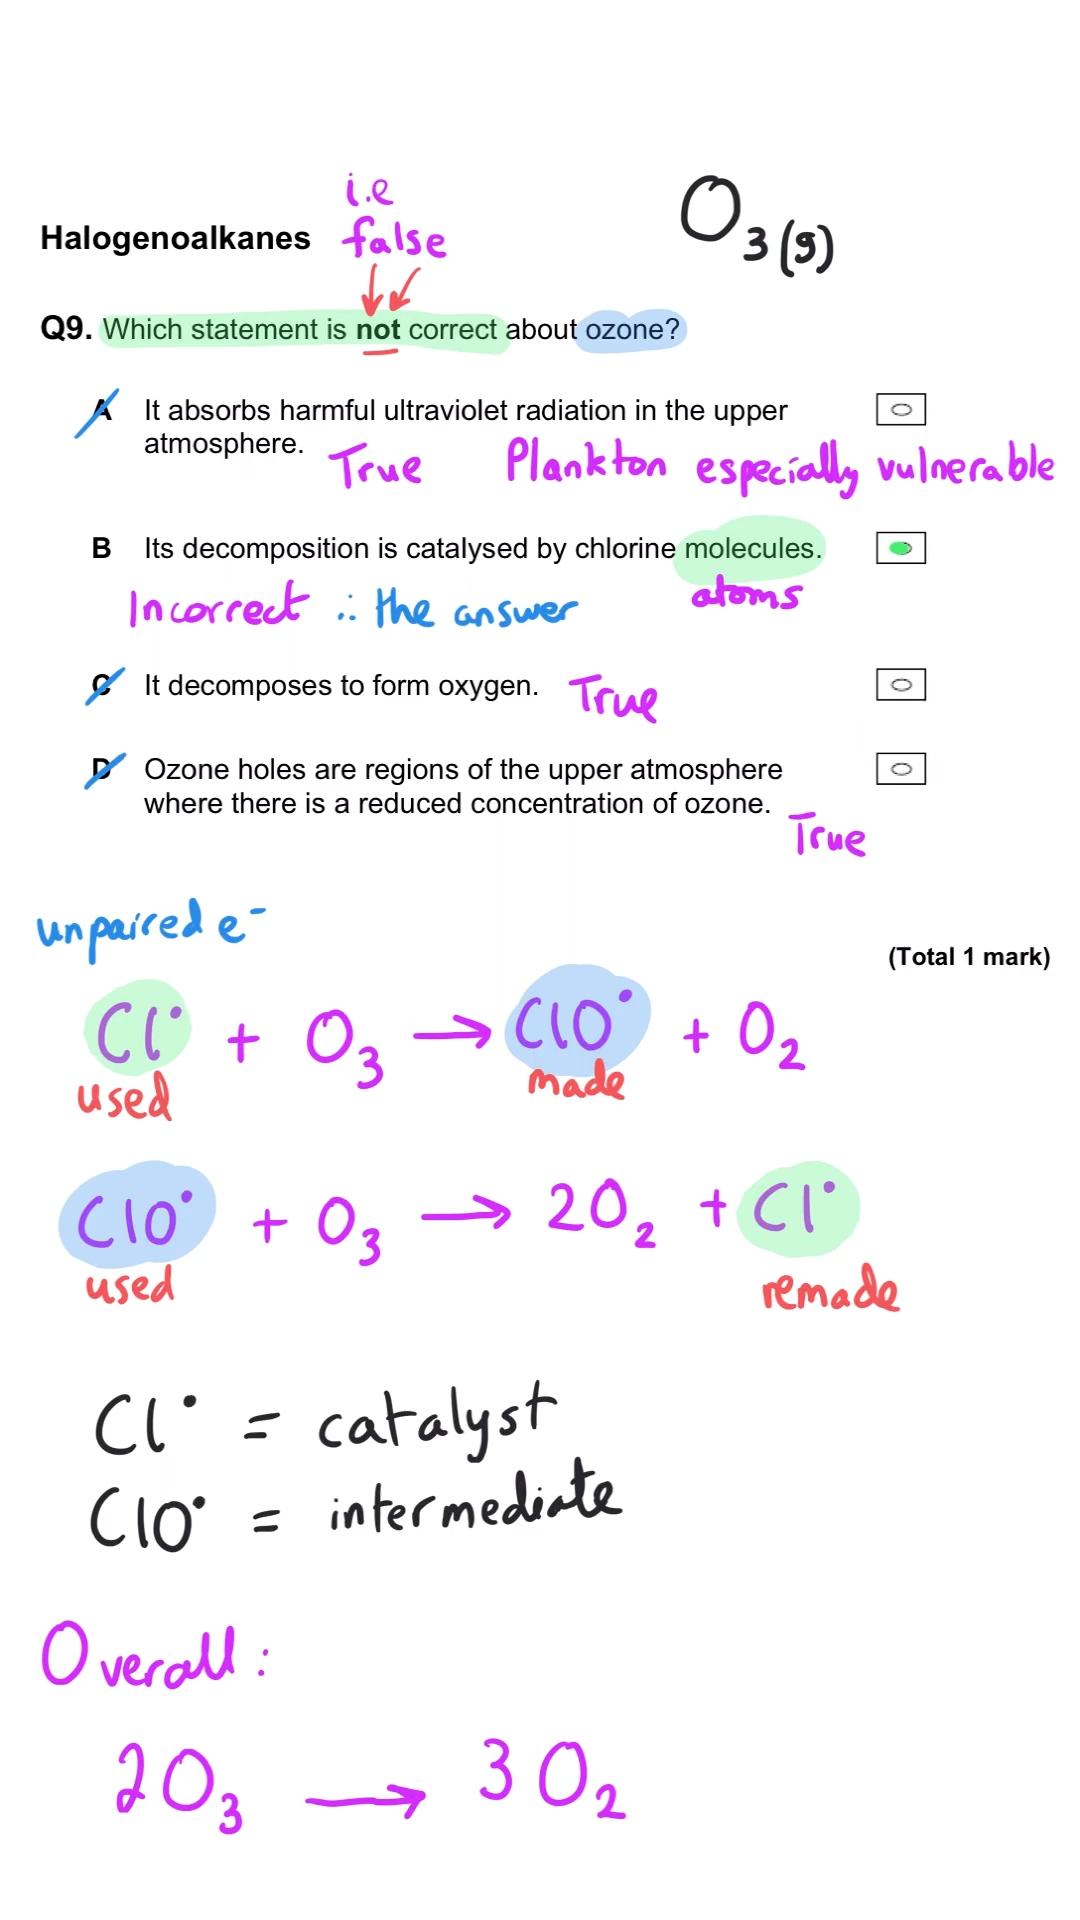 i.e
Halogenoalkanes false O₃(g)
Q9. Which statement is not correct about ozone?
A It absorbs harmful ultraviolet radiation in the upper
atmosphere.
True Plankton especially vulnerable
B Its decomposition is catalysed by chlorine molecules.
Incorrect ∴ the answer atoms
C It decomposes to form oxygen. True
D Ozone holes are regions of the upper atmosphere
where there is a reduced concentration of ozone.
True
unpaired e⁻
(Total 1 mark)
Cl• + O₃ → ClO• + O₂
used made
ClO• + O₃ → 2O₂ + Cl•
used remade
Cl• = catalyst
ClO• = intermediate
Overall:
2O₃ → 3O₂